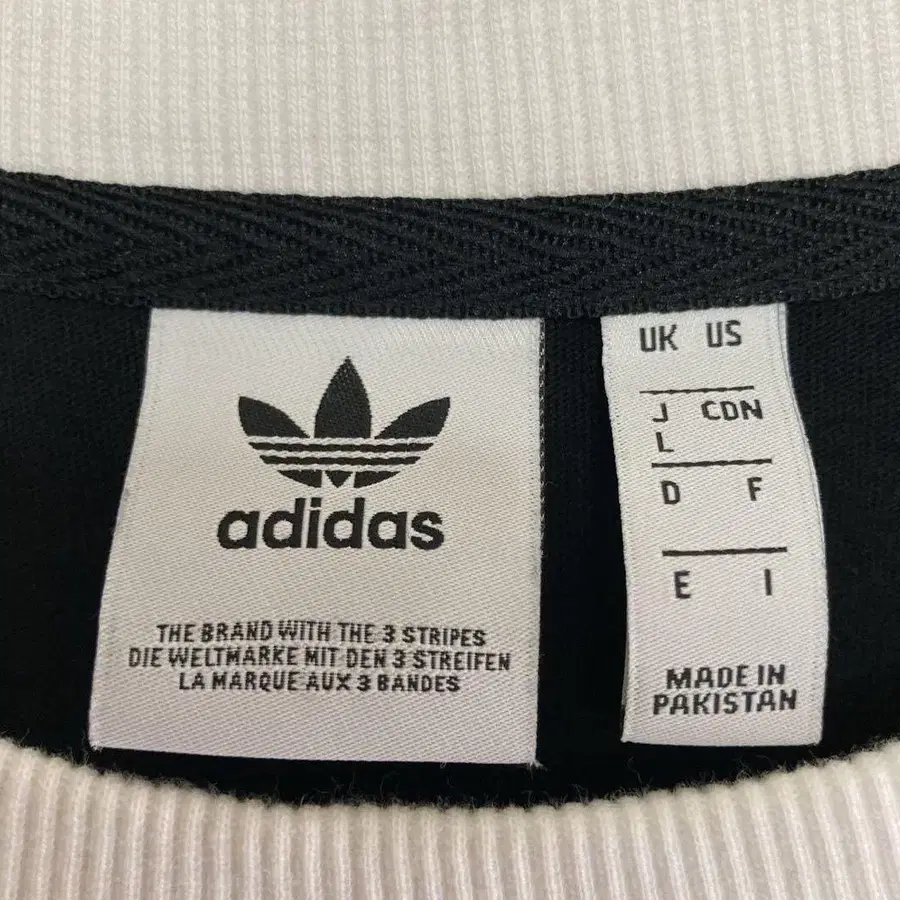 adidas
THE BRAND WITH THE 3 STRIPES
DIE WELTMARKE MIT DEN 3 STREIFEN
LA MARQUE AUX 3 BANDES
UK US
J CDN
L
D F
E I
MADE IN
PAKISTAN